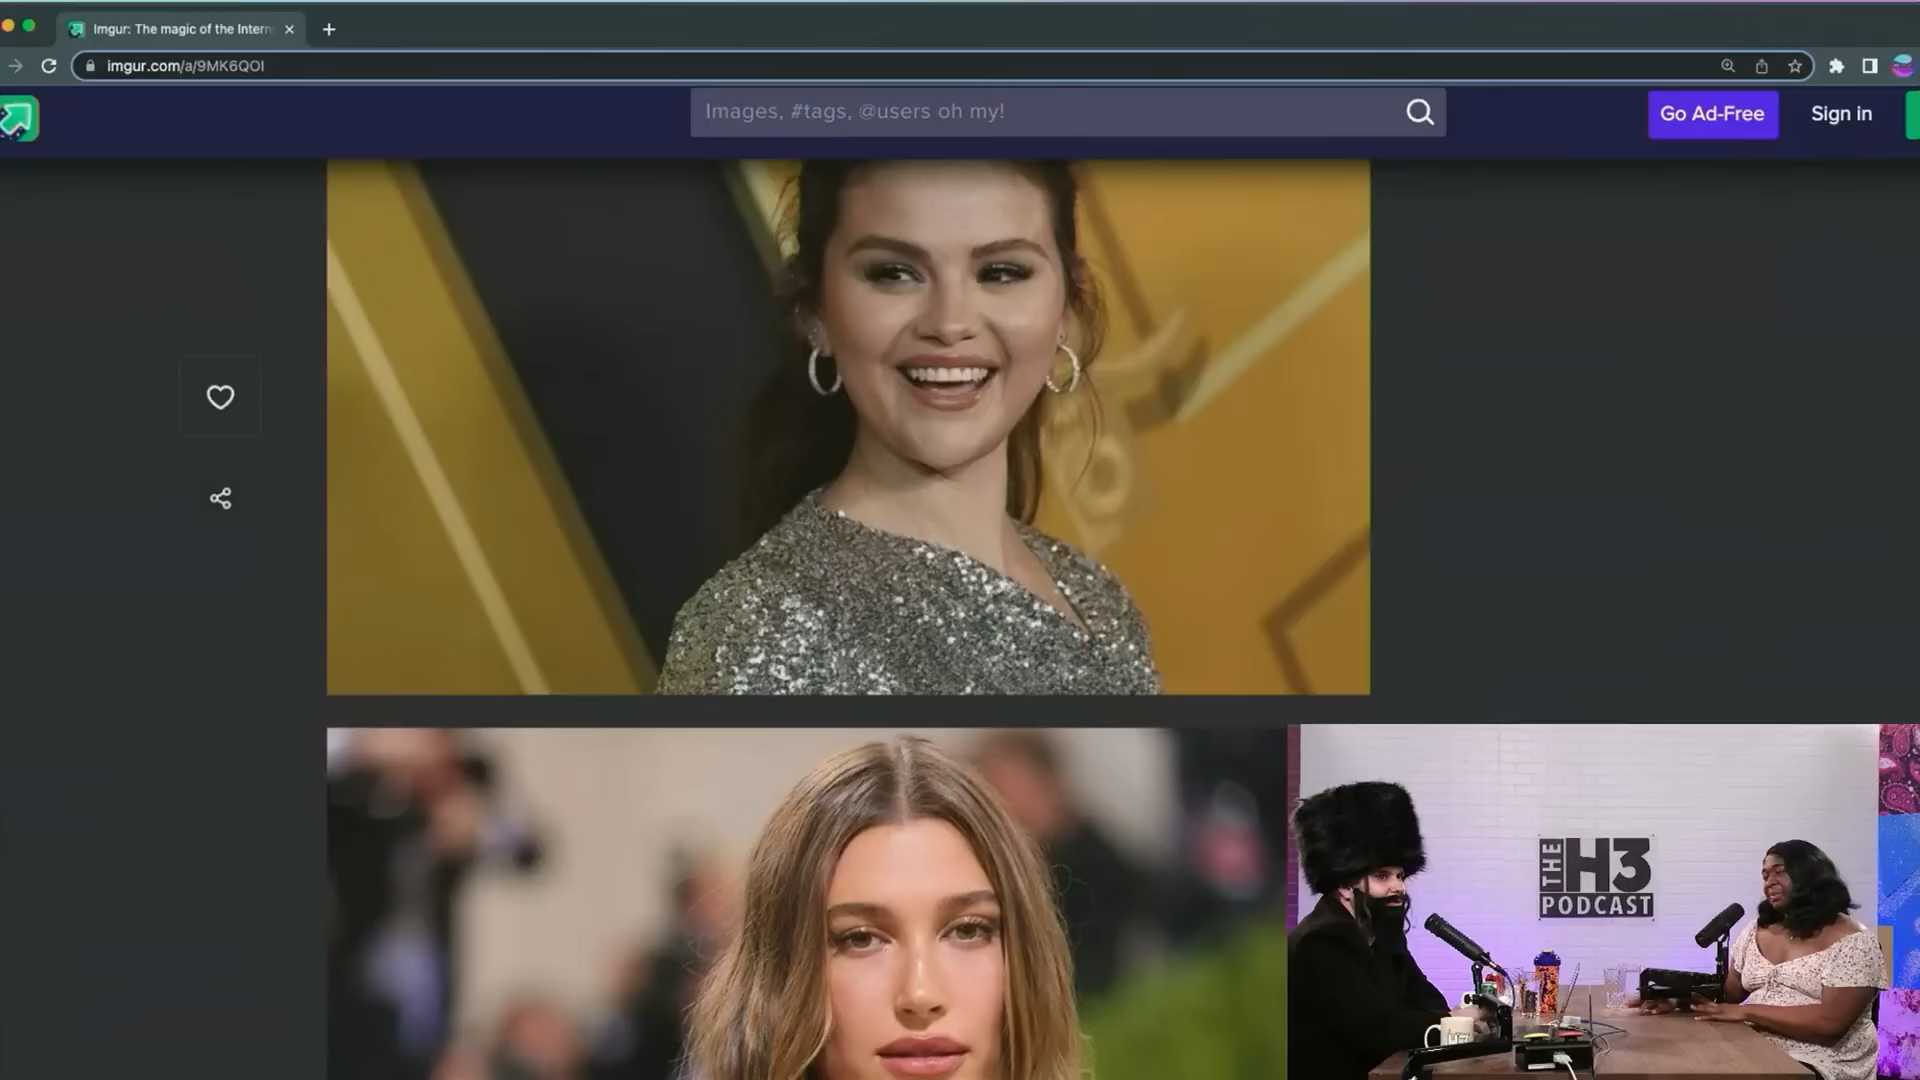 Imgur: The magic of the Intern
imgur.com/a/9MK6QOI
Images, #tags, @users oh my!
Go Ad-Free
Sign in
THE H3
PODCAST